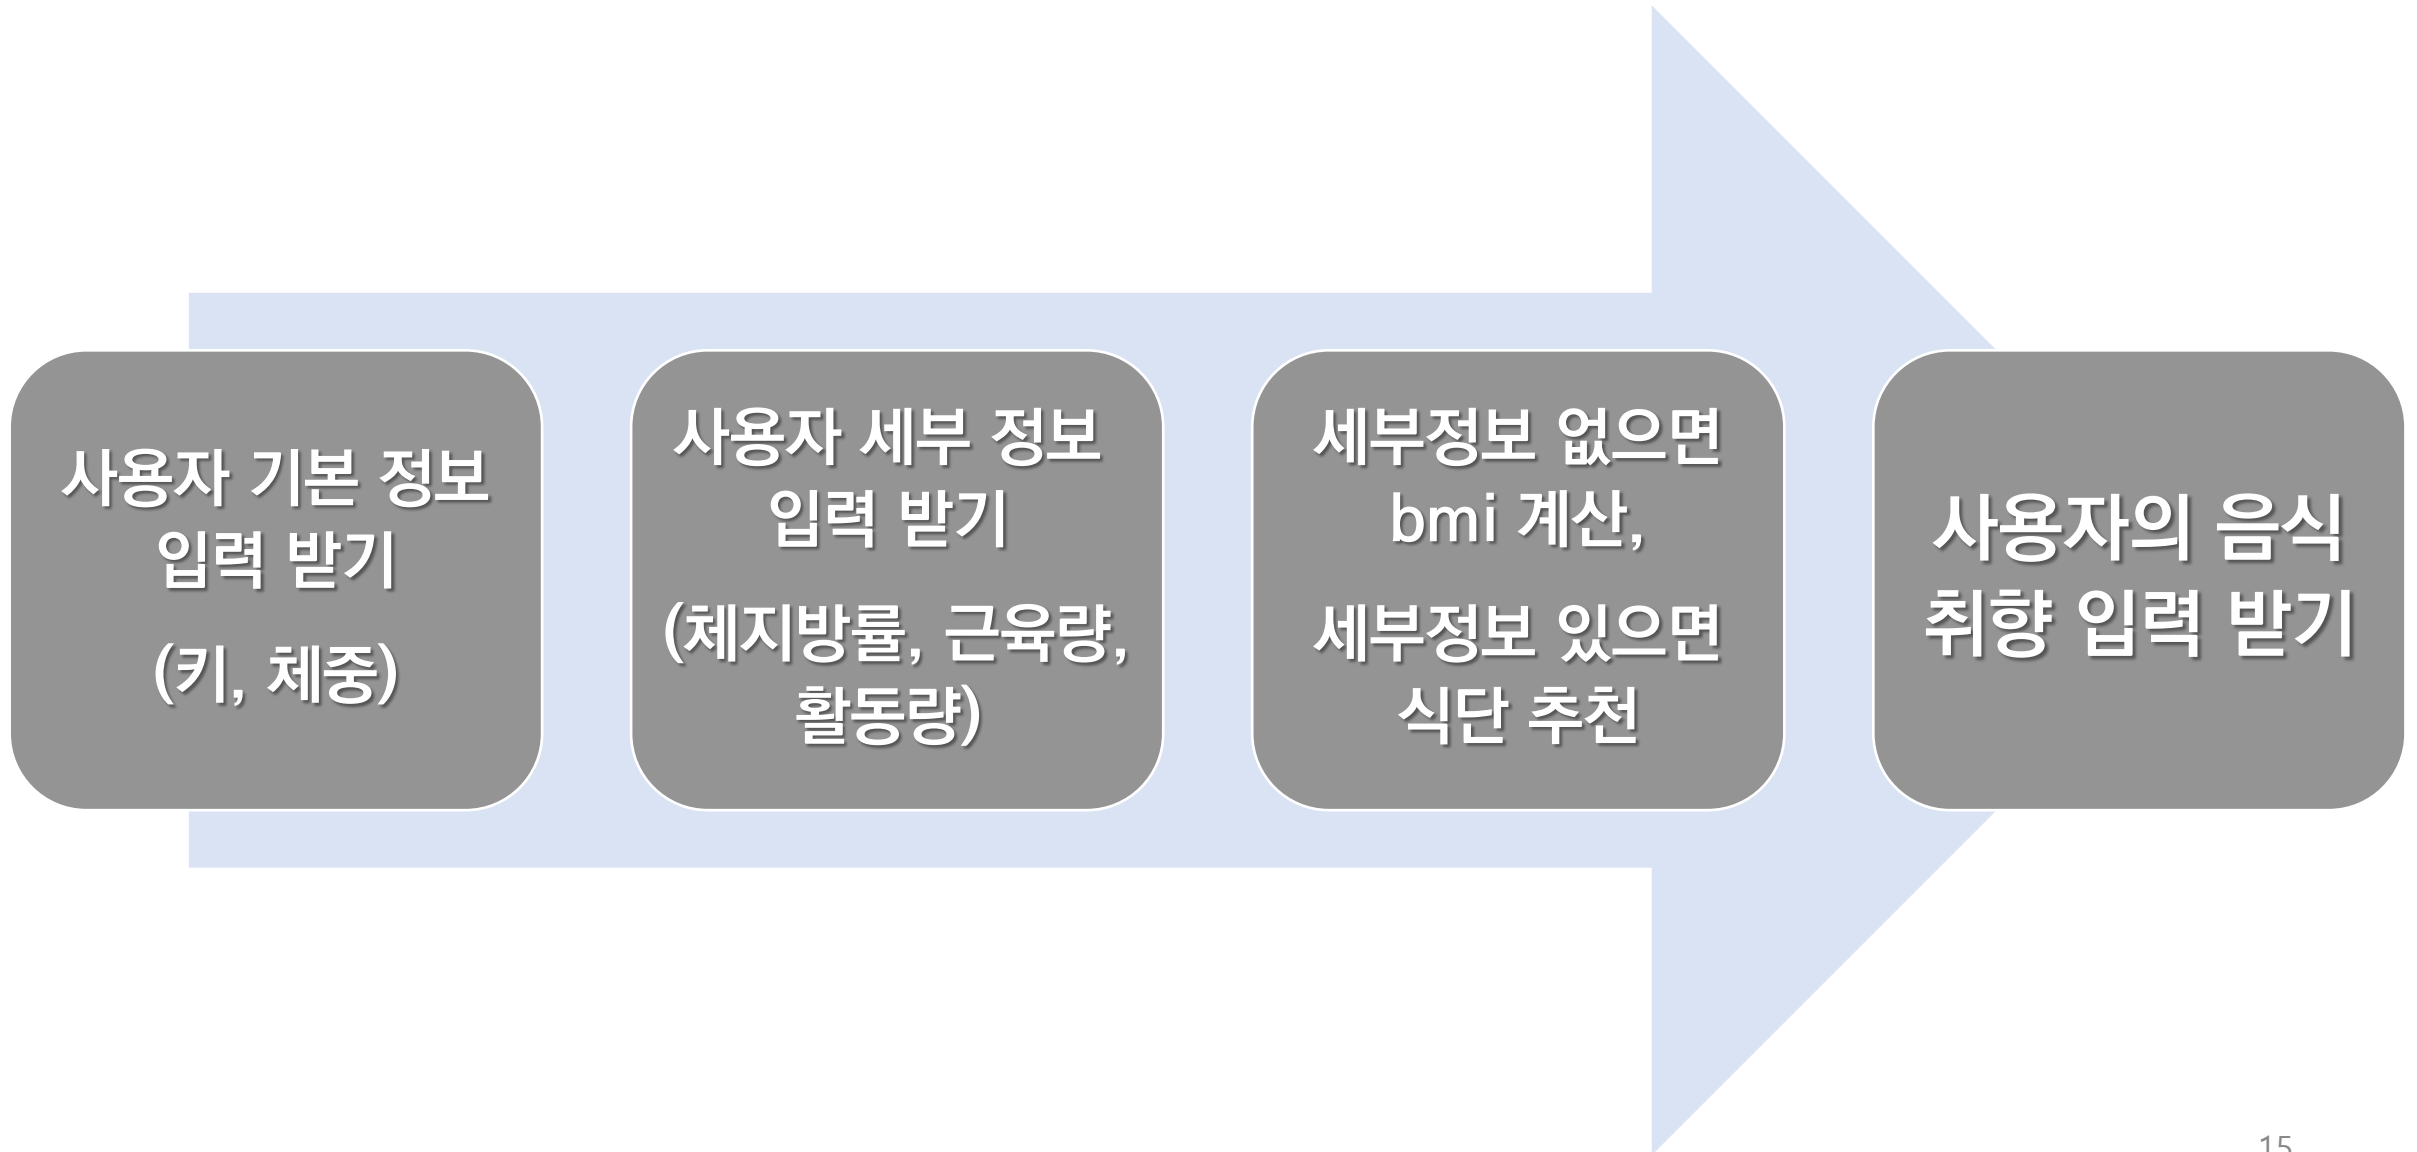 사용자 기본 정보
입력 받기
(키, 체중)
사용자 세부 정보
입력 받기
(체지방률, 근육량,
활동량)
세부정보 없으면
bmi 계산,
세부정보 있으면
식단 추천
사용자의 음식
취향 입력 받기
15